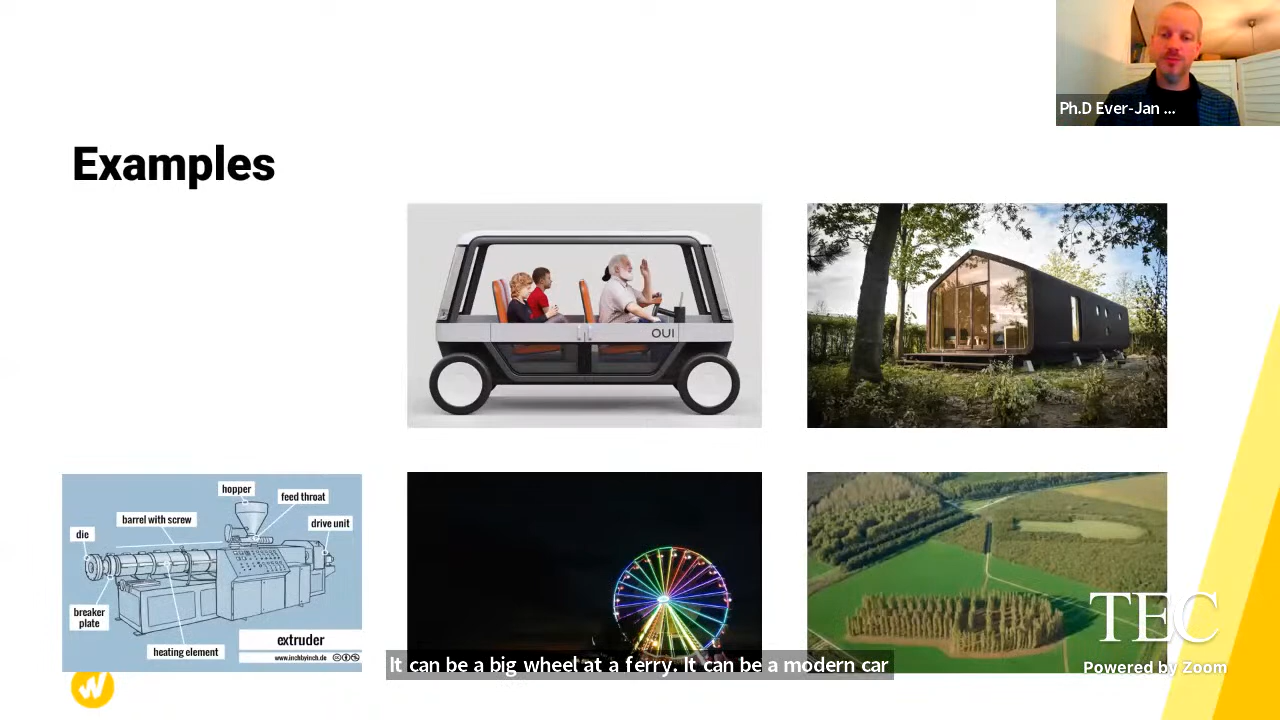 Ph.D Ever-Jan ...
Examples
OUI
hopper
feed throat
barrel with screw
drive unit
die
breaker
plate
heating element
extruder
www.inchbyinch.de
It can be a big wheel at a ferry. It can be a modern car
TEC
Powered by Zoom